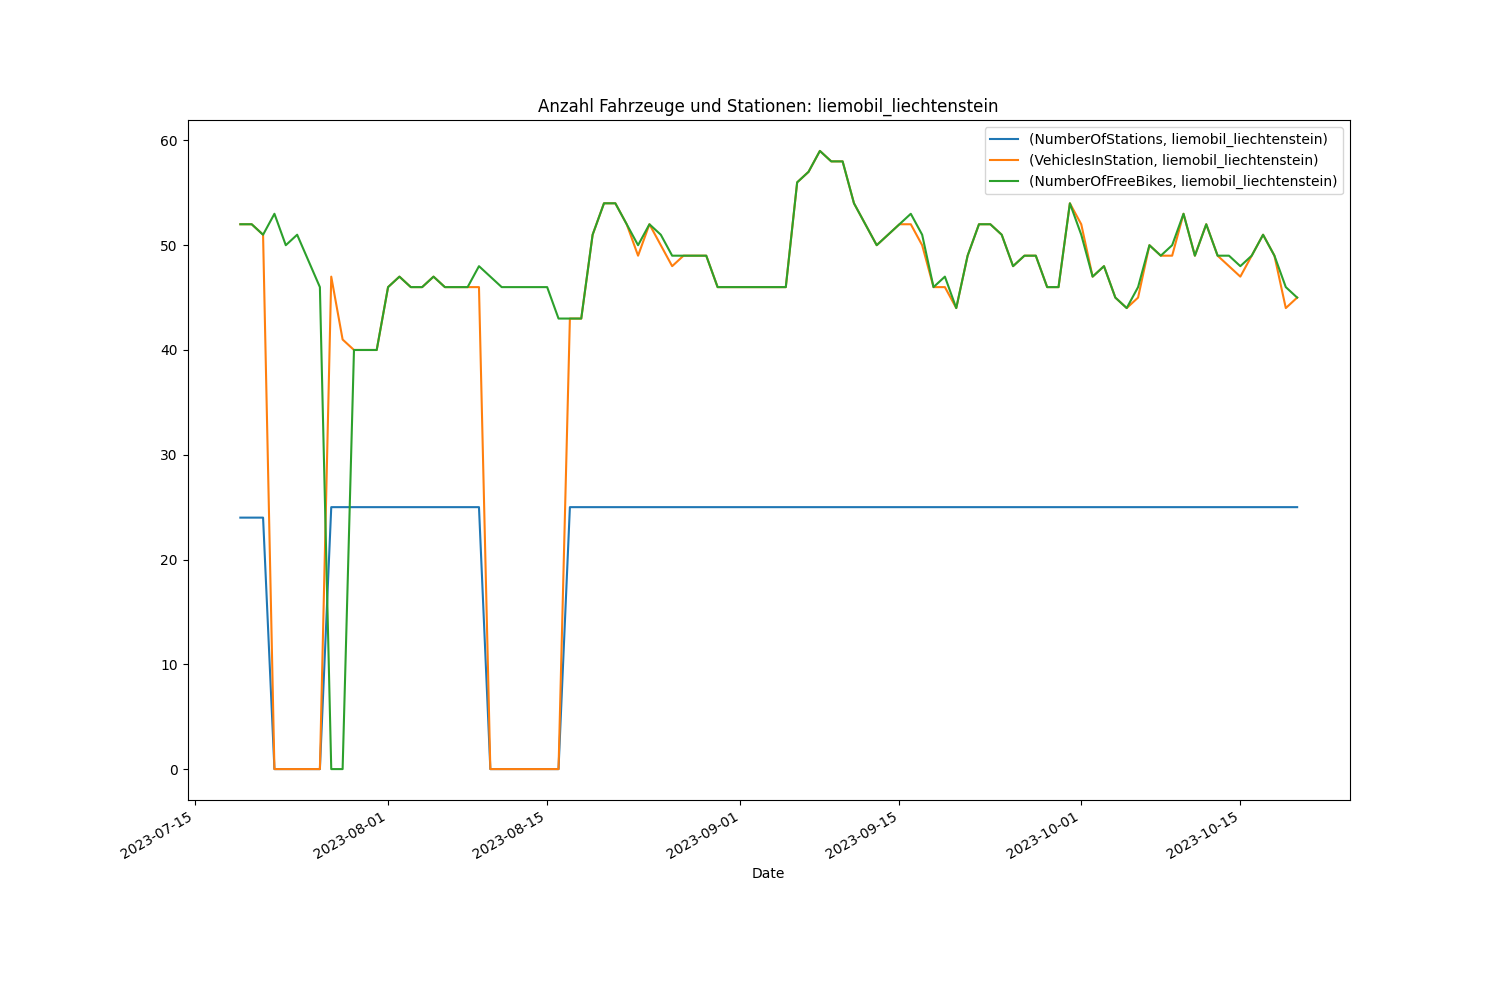 Anzahl Fahrzeuge und Stationen: liemobil_liechtenstein
(NumberOfStations, liemobil_liechtenstein)
(VehiclesInStation, liemobil_liechtenstein)
(NumberOfFreeBikes, liemobil_liechtenstein)
60
50
40
30
20
10
0
2023-07-15
2023-08-01
2023-08-15
2023-09-01
2023-09-15
2023-10-01
2023-10-15
Date